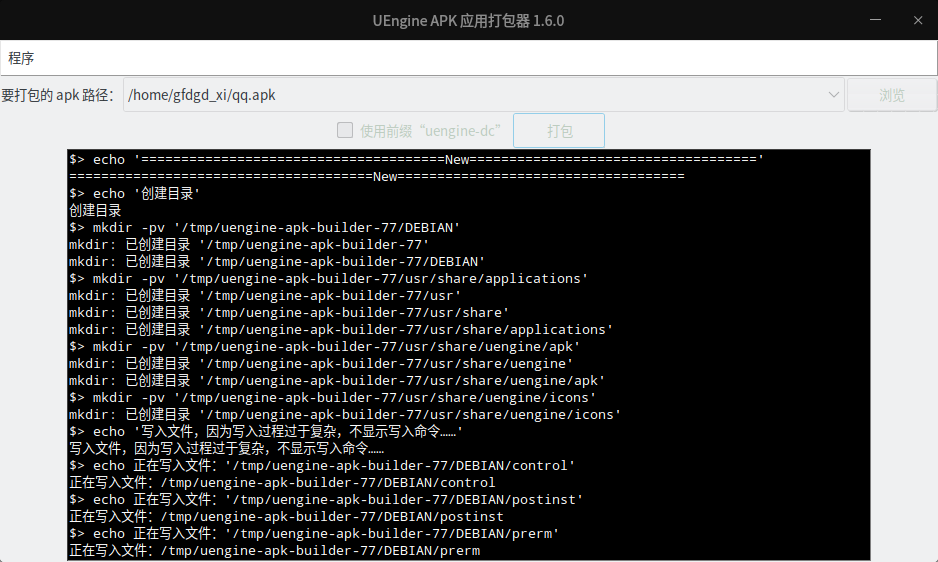 UEngine APK 应用打包器 1.6.0
程序
要打包的 apk 路径： /home/gfdgd_xi/qq.apk 浏览
使用前缀“uengine-dc” 打包
$> echo '======================================New===================================='
======================================New====================================
$> echo '创建目录'
创建目录
$> mkdir -pv '/tmp/uengine-apk-builder-77/DEBIAN'
mkdir: 已创建目录 '/tmp/uengine-apk-builder-77'
mkdir: 已创建目录 '/tmp/uengine-apk-builder-77/DEBIAN'
$> mkdir -pv '/tmp/uengine-apk-builder-77/usr/share/applications'
mkdir: 已创建目录 '/tmp/uengine-apk-builder-77/usr'
mkdir: 已创建目录 '/tmp/uengine-apk-builder-77/usr/share'
mkdir: 已创建目录 '/tmp/uengine-apk-builder-77/usr/share/applications'
$> mkdir -pv '/tmp/uengine-apk-builder-77/usr/share/uengine/apk'
mkdir: 已创建目录 '/tmp/uengine-apk-builder-77/usr/share/uengine'
mkdir: 已创建目录 '/tmp/uengine-apk-builder-77/usr/share/uengine/apk'
$> mkdir -pv '/tmp/uengine-apk-builder-77/usr/share/uengine/icons'
mkdir: 已创建目录 '/tmp/uengine-apk-builder-77/usr/share/uengine/icons'
$> echo '写入文件，因为写入过程过于复杂，不显示写入命令……'
写入文件，因为写入过程过于复杂，不显示写入命令……
$> echo 正在写入文件：'/tmp/uengine-apk-builder-77/DEBIAN/control'
正在写入文件：/tmp/uengine-apk-builder-77/DEBIAN/control
$> echo 正在写入文件：'/tmp/uengine-apk-builder-77/DEBIAN/postinst'
正在写入文件：/tmp/uengine-apk-builder-77/DEBIAN/postinst
$> echo 正在写入文件：'/tmp/uengine-apk-builder-77/DEBIAN/prerm'
正在写入文件：/tmp/uengine-apk-builder-77/DEBIAN/prerm